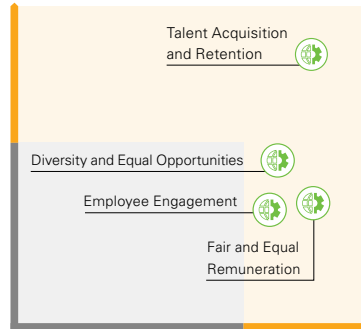 Talent Acquisition
and Retention
Diversity and Equal Opportunities
Employee Engagement
Fair and Equal
Remuneration